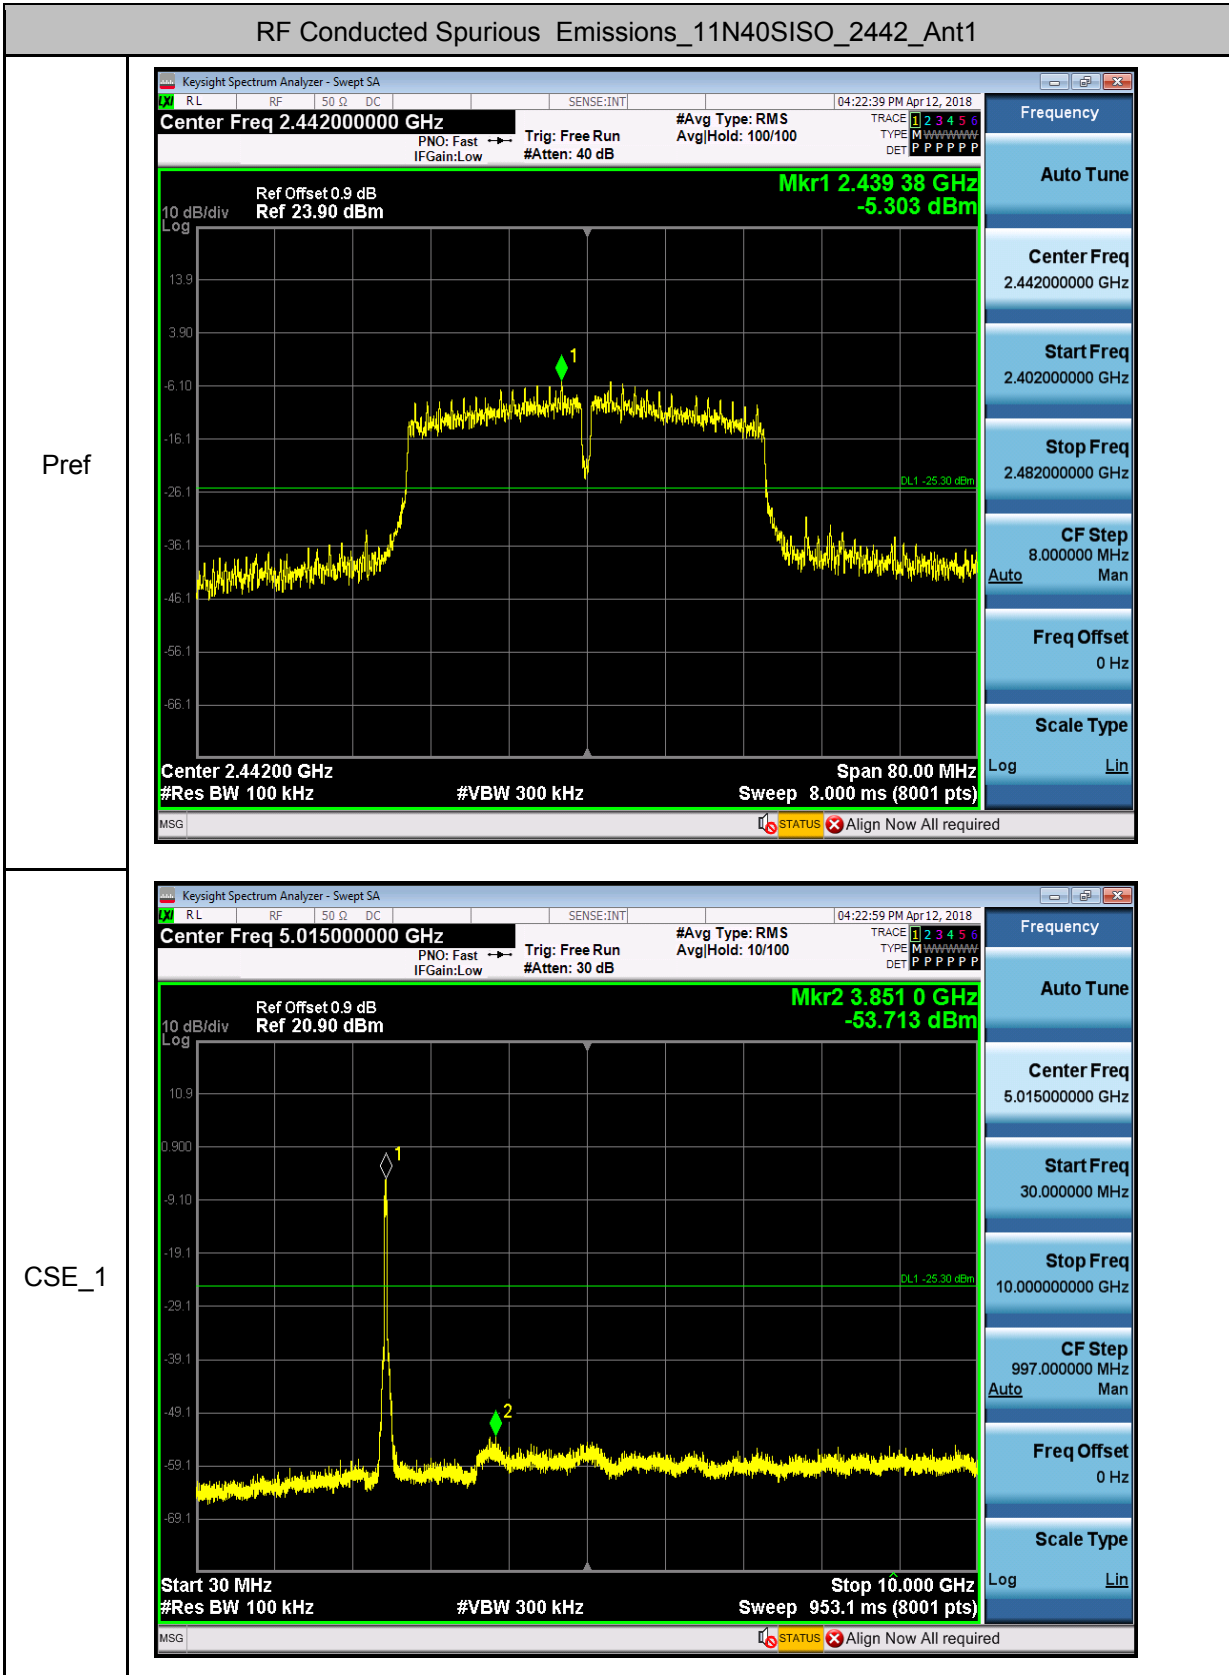 RF Conducted Spurious Emissions_11N40SISO_2442_Ant1
Pref
Keysight Spectrum Analyzer - Swept SA
LXI RL RF 50 Ω DC SENSE:INT 04:22:39 PM Apr 12, 2018
Center Freq 2.442000000 GHz
PNO: Fast
IFGain:Low
Trig: Free Run
#Atten: 40 dB
#Avg Type: RMS
Avg|Hold: 100/100
TRACE 1 2 3 4 5 6
TYPE M WWWWW
DET P P P P P P
Ref Offset 0.9 dB
10 dB/div Ref 23.90 dBm
Log
Mkr1 2.439 38 GHz
-5.303 dBm
13.9
3.90
-6.10
-16.1
-26.1
-36.1
-46.1
-56.1
-66.1
1
DL1 -25.30 dBm
Center 2.44200 GHz Span 80.00 MHz
#Res BW 100 kHz #VBW 300 kHz Sweep 8.000 ms (8001 pts)
MSG STATUS Align Now All required
Frequency
Auto Tune
Center Freq
2.442000000 GHz
Start Freq
2.402000000 GHz
Stop Freq
2.482000000 GHz
CF Step
8.000000 MHz
Auto Man
Freq Offset
0 Hz
Scale Type
Log Lin
CSE_1
Keysight Spectrum Analyzer - Swept SA
LXI RL RF 50 Ω DC SENSE:INT 04:22:59 PM Apr 12, 2018
Center Freq 5.015000000 GHz
PNO: Fast
IFGain:Low
Trig: Free Run
#Atten: 30 dB
#Avg Type: RMS
Avg|Hold: 10/100
TRACE 1 2 3 4 5 6
TYPE M WWWWW
DET P P P P P P
Ref Offset 0.9 dB
10 dB/div Ref 20.90 dBm
Log
Mkr2 3.851 0 GHz
-53.713 dBm
10.9
0.900
-9.10
-19.1
-29.1
-39.1
-49.1
-59.1
-69.1
1
2
DL1 -25.30 dBm
Start 30 MHz Stop 10.000 GHz
#Res BW 100 kHz #VBW 300 kHz Sweep 953.1 ms (8001 pts)
MSG STATUS Align Now All required
Frequency
Auto Tune
Center Freq
5.015000000 GHz
Start Freq
30.000000 MHz
Stop Freq
10.000000000 GHz
CF Step
997.000000 MHz
Auto Man
Freq Offset
0 Hz
Scale Type
Log Lin